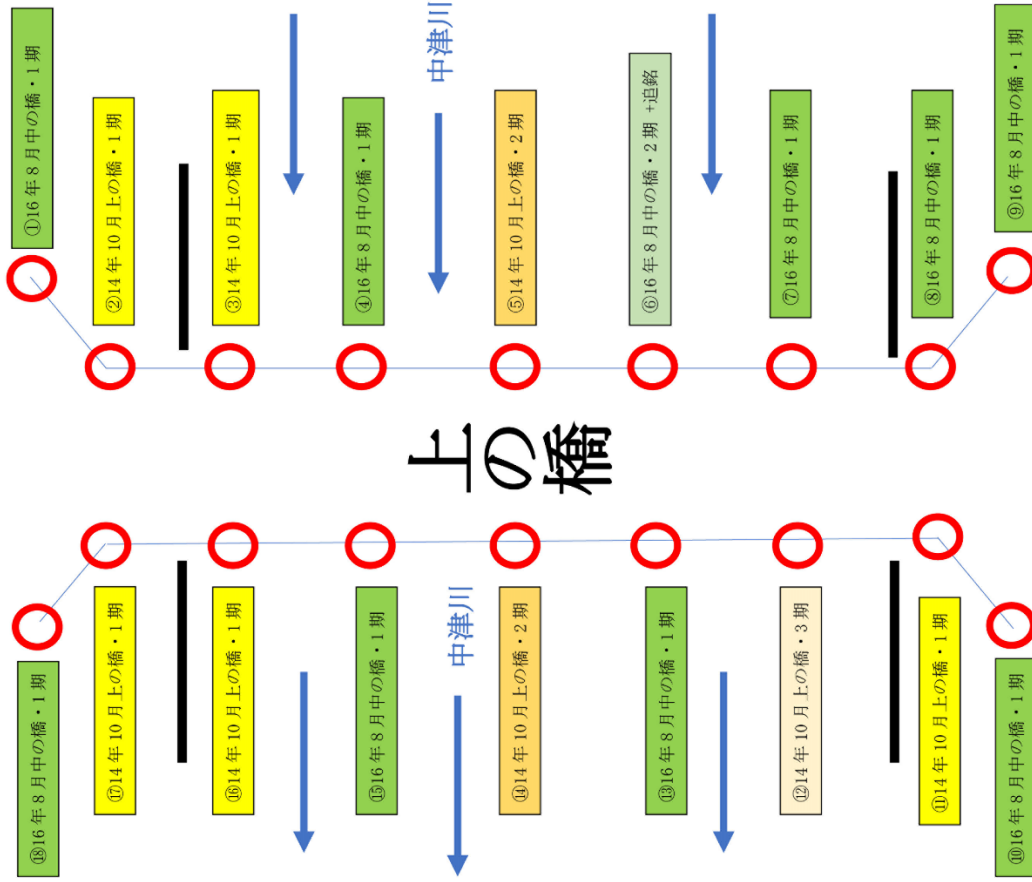 ①16年8月中の橋・1期
②14年10月上の橋・1期
③14年10月上の橋・1期
④16年8月中の橋・1期
中津川
⑤14年10月上の橋・2期
⑥16年8月中の橋・2期 +追銘
⑦16年8月中の橋・1期
⑧16年8月中の橋・1期
⑨16年8月中の橋・1期
上の橋
⑱16年8月中の橋・1期
⑰14年10月上の橋・1期
⑯14年10月上の橋・1期
⑮16年8月中の橋・1期
中津川
⑭14年10月上の橋・2期
⑬16年8月中の橋・1期
⑫14年10月上の橋・3期
⑪14年10月上の橋・1期
⑩16年8月中の橋・1期